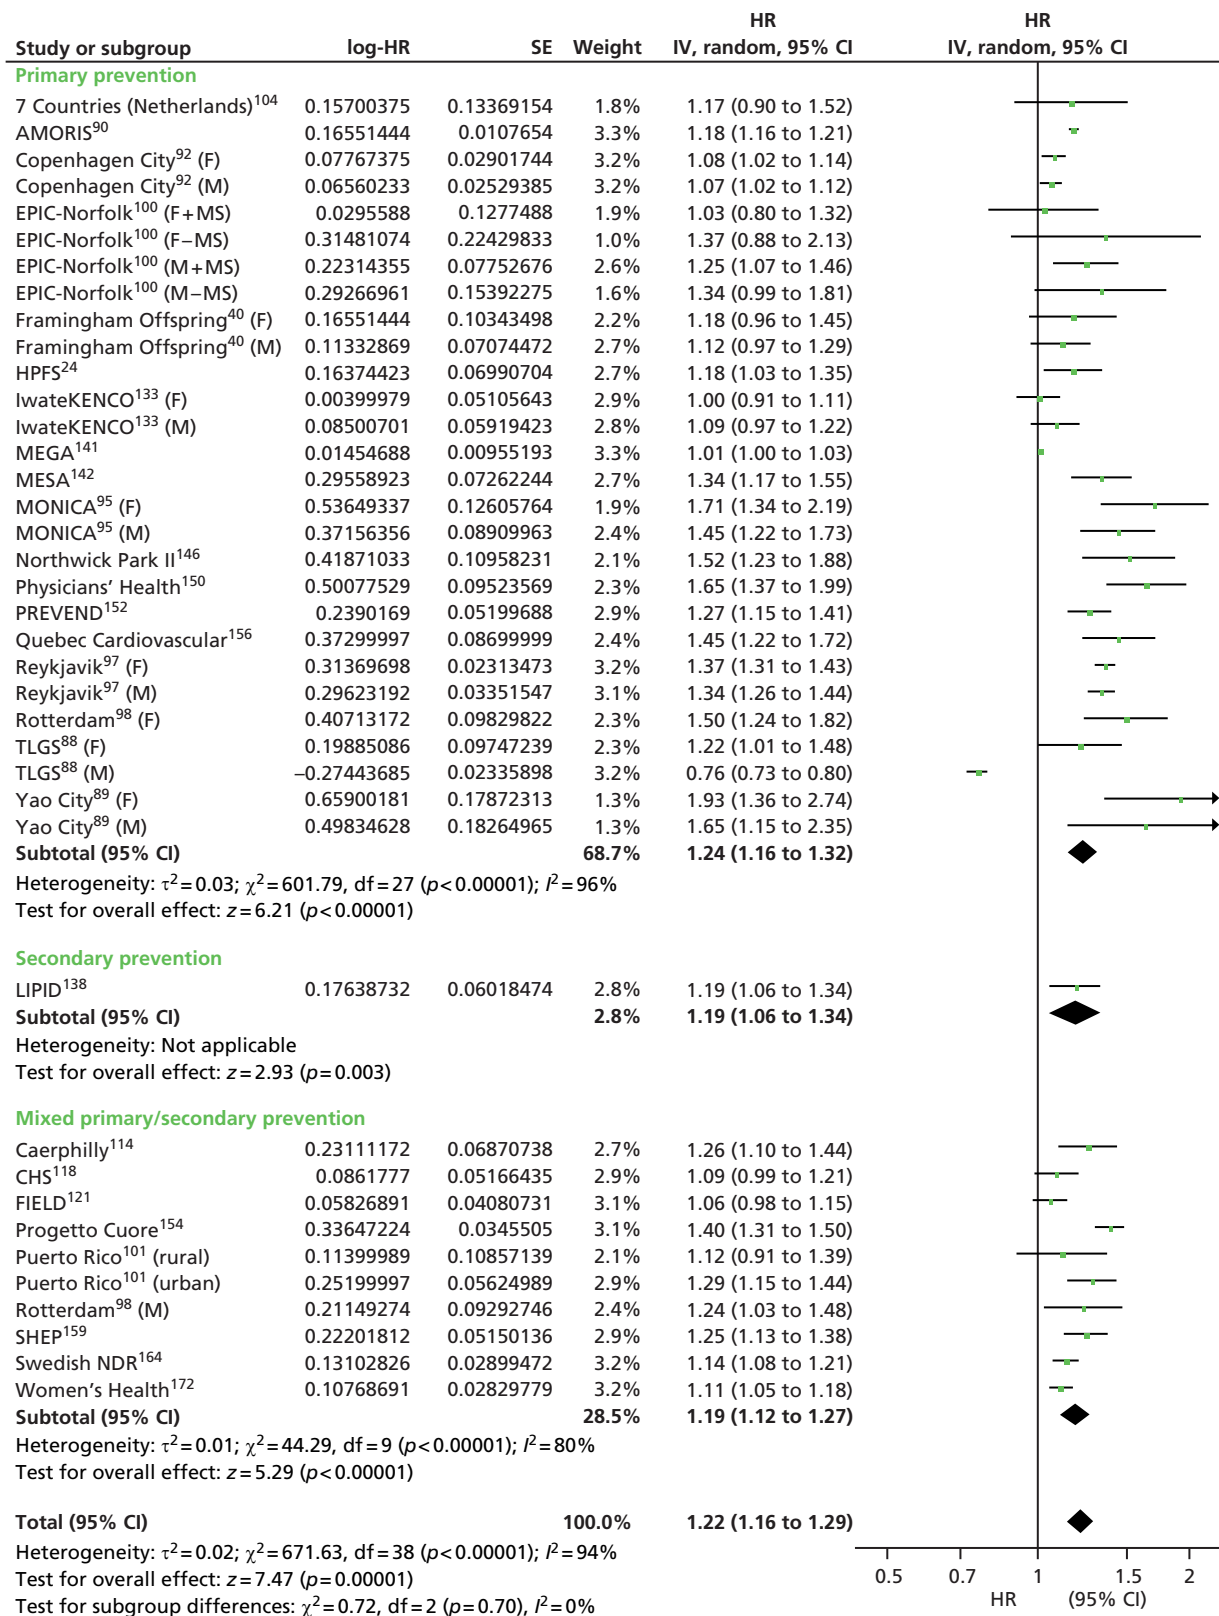 HR HR
Study or subgroup log-HR SE Weight IV, random, 95% CI IV, random, 95% CI
Primary prevention
7 Countries (Netherlands)104 0.15700375 0.13369154 1.8% 1.17 (0.90 to 1.52)
AMORIS90 0.16551444 0.0107654 3.3% 1.18 (1.16 to 1.21)
Copenhagen City92 (F) 0.07767375 0.02901744 3.2% 1.08 (1.02 to 1.14)
Copenhagen City92 (M) 0.06560233 0.02529385 3.2% 1.07 (1.02 to 1.12)
EPIC-Norfolk100 (F+MS) 0.0295588 0.1277488 1.9% 1.03 (0.80 to 1.32)
EPIC-Norfolk100 (F−MS) 0.31481074 0.22429833 1.0% 1.37 (0.88 to 2.13)
EPIC-Norfolk100 (M+MS) 0.22314355 0.07752676 2.6% 1.25 (1.07 to 1.46)
EPIC-Norfolk100 (M−MS) 0.29266961 0.15392275 1.6% 1.34 (0.99 to 1.81)
Framingham Offspring40 (F) 0.16551444 0.10343498 2.2% 1.18 (0.96 to 1.45)
Framingham Offspring40 (M) 0.11332869 0.07074472 2.7% 1.12 (0.97 to 1.29)
HPFS24 0.16374423 0.06990704 2.7% 1.18 (1.03 to 1.35)
IwateKENCO133 (F) 0.00399979 0.05105643 2.9% 1.00 (0.91 to 1.11)
IwateKENCO133 (M) 0.08500701 0.05919423 2.8% 1.09 (0.97 to 1.22)
MEGA141 0.01454688 0.00955193 3.3% 1.01 (1.00 to 1.03)
MESA142 0.29558923 0.07262244 2.7% 1.34 (1.17 to 1.55)
MONICA95 (F) 0.53649337 0.12605764 1.9% 1.71 (1.34 to 2.19)
MONICA95 (M) 0.37156356 0.08909963 2.4% 1.45 (1.22 to 1.73)
Northwick Park II146 0.41871033 0.10958231 2.1% 1.52 (1.23 to 1.88)
Physicians' Health150 0.50077529 0.09523569 2.3% 1.65 (1.37 to 1.99)
PREVEND152 0.2390169 0.05199688 2.9% 1.27 (1.15 to 1.41)
Quebec Cardiovascular156 0.37299997 0.08699999 2.4% 1.45 (1.22 to 1.72)
Reykjavik97 (F) 0.31369698 0.02313473 3.2% 1.37 (1.31 to 1.43)
Reykjavik97 (M) 0.29623192 0.03351547 3.1% 1.34 (1.26 to 1.44)
Rotterdam98 (F) 0.40713172 0.09829822 2.3% 1.50 (1.24 to 1.82)
TLGS88 (F) 0.19885086 0.09747239 2.3% 1.22 (1.01 to 1.48)
TLGS88 (M) −0.27443685 0.02335898 3.2% 0.76 (0.73 to 0.80)
Yao City89 (F) 0.65900181 0.17872313 1.3% 1.93 (1.36 to 2.74)
Yao City89 (M) 0.49834628 0.18264965 1.3% 1.65 (1.15 to 2.35)
Subtotal (95% CI) 68.7% 1.24 (1.16 to 1.32)
Heterogeneity: τ2=0.03; χ2=601.79, df=27 (p<0.00001); I2=96%
Test for overall effect: z=6.21 (p<0.00001)
Secondary prevention
LIPID138 0.17638732 0.06018474 2.8% 1.19 (1.06 to 1.34)
Subtotal (95% CI) 2.8% 1.19 (1.06 to 1.34)
Heterogeneity: Not applicable
Test for overall effect: z=2.93 (p=0.003)
Mixed primary/secondary prevention
Caerphilly114 0.23111172 0.06870738 2.7% 1.26 (1.10 to 1.44)
CHS118 0.0861777 0.05166435 2.9% 1.09 (0.99 to 1.21)
FIELD121 0.05826891 0.04080731 3.1% 1.06 (0.98 to 1.15)
Progetto Cuore154 0.33647224 0.0345505 3.1% 1.40 (1.31 to 1.50)
Puerto Rico101 (rural) 0.11399989 0.10857139 2.1% 1.12 (0.91 to 1.39)
Puerto Rico101 (urban) 0.25199997 0.05624989 2.9% 1.29 (1.15 to 1.44)
Rotterdam98 (M) 0.21149274 0.09292746 2.4% 1.24 (1.03 to 1.48)
SHEP159 0.22201812 0.05150136 2.9% 1.25 (1.13 to 1.38)
Swedish NDR164 0.13102826 0.02899472 3.2% 1.14 (1.08 to 1.21)
Women's Health172 0.10768691 0.02829779 3.2% 1.11 (1.05 to 1.18)
Subtotal (95% CI) 28.5% 1.19 (1.12 to 1.27)
Heterogeneity: τ2=0.01; χ2=44.29, df=9 (p<0.00001); I2=80%
Test for overall effect: z=5.29 (p<0.00001)
Total (95% CI) 100.0% 1.22 (1.16 to 1.29)
Heterogeneity: τ2=0.02; χ2=671.63, df=38 (p<0.00001); I2=94%
Test for overall effect: z=7.47 (p=0.00001)
Test for subgroup differences: χ2=0.72, df=2 (p=0.70), I2=0%
0.5 0.7 1 1.5 2
HR (95% CI)